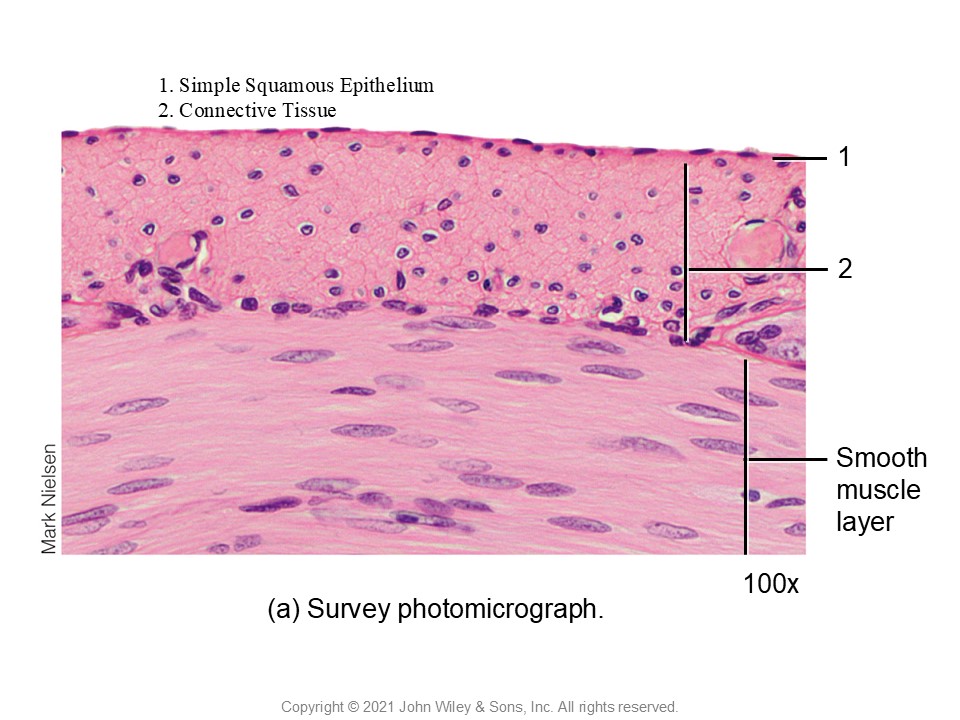 1. Simple Squamous Epithelium
2. Connective Tissue
1
2
Smooth
muscle
layer
Mark Nielsen
100x
(a) Survey photomicrograph.
Copyright © 2021 John Wiley & Sons, Inc. All rights reserved.